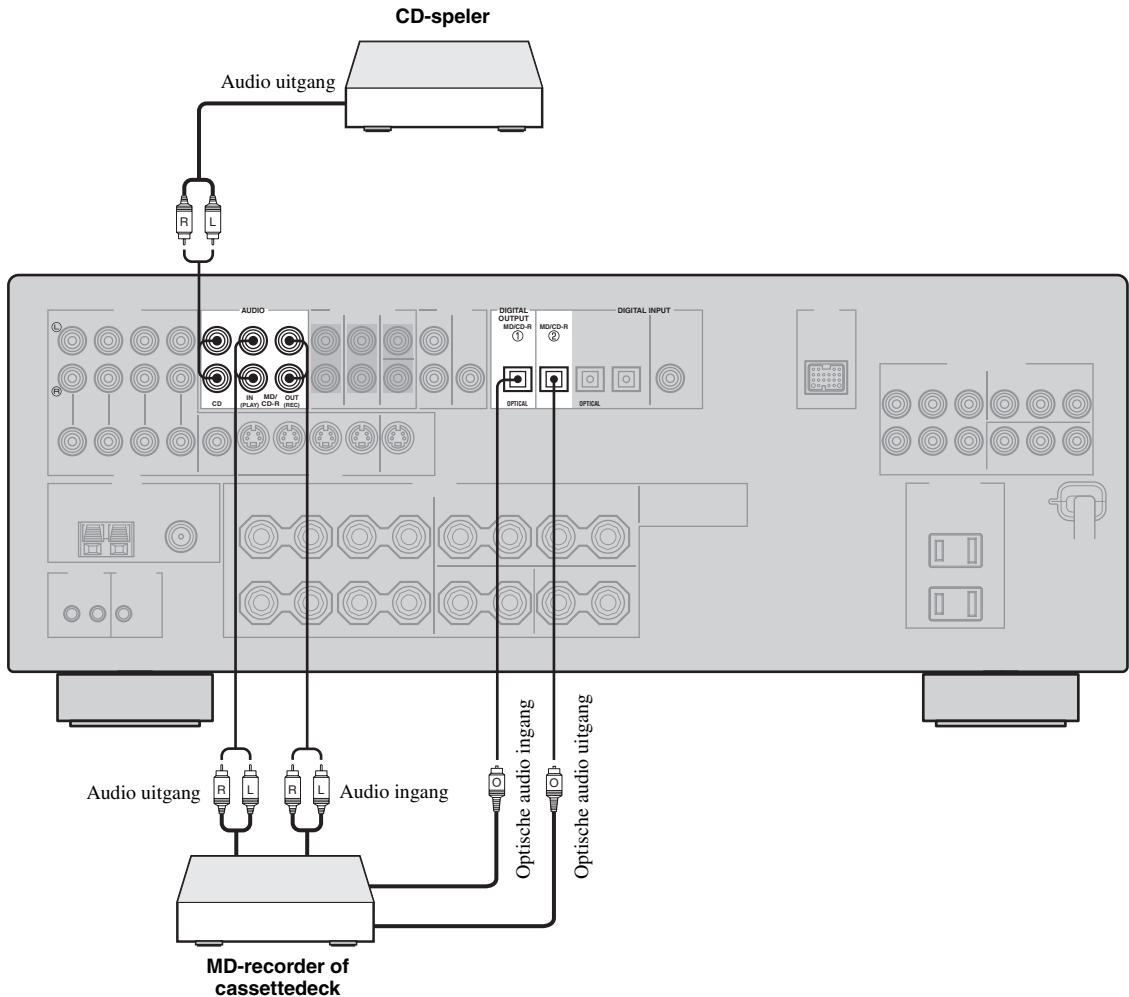 CD-speler
Audio uitgang
R L
AUDIO
DIGITAL OUTPUT
MD/CD-R
①
MD/CD-R
②
DIGITAL INPUT
L
R
CD
IN (PLAY)
MD/CD-R
OUT (REC)
OPTICAL
OPTICAL
Audio uitgang
R L
R L
Audio ingang
O
Optische audio ingang
O
Optische audio uitgang
MD-recorder of
cassettedeck